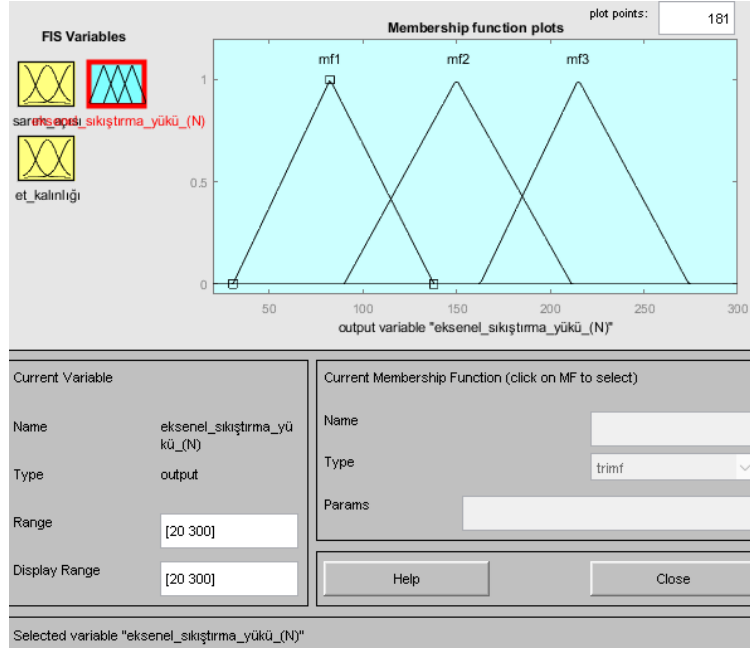 plot points: 181
FIS Variables
Membership function plots
mf1 mf2 mf3
1
0.5
0
50 100 150 200 250 300
output variable "eksenel_sıkıştırma_yükü_(N)"
eksenel_sıkıştırma_yükü_(N)
et_kalınlığı
Current Variable
Name eksenel_sıkıştırma_yü
kü_(N)
Type output
Range [20 300]
Display Range [20 300]
Current Membership Function (click on MF to select)
Name
Type trimf
Params
Help Close
Selected variable "eksenel_sıkıştırma_yükü_(N)"